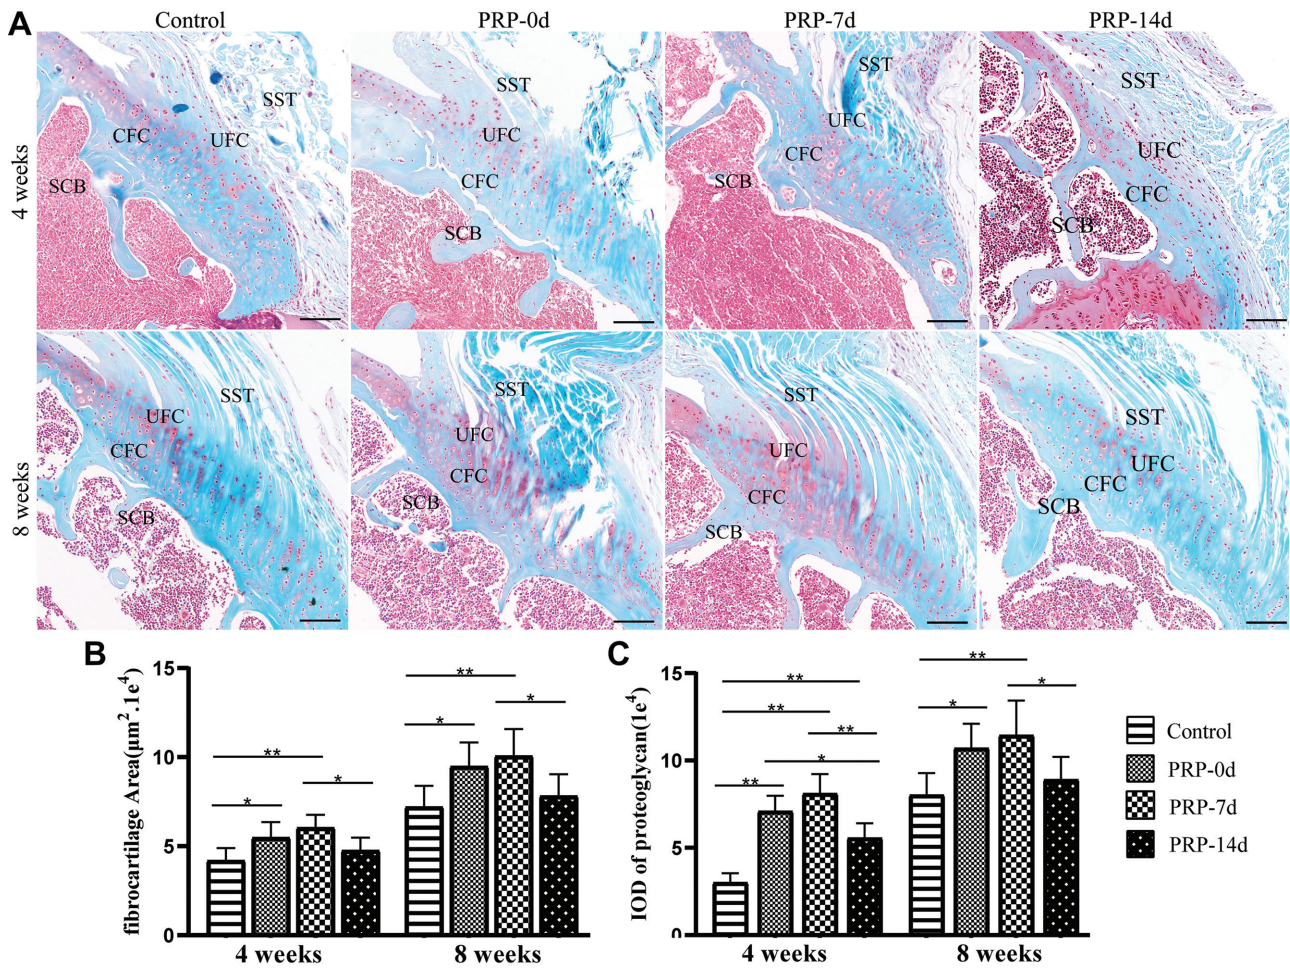 A
Control
PRP-0d
PRP-7d
PRP-14d
4 weeks
SST
CFC
UFC
SCB
SST
UFC
CFC
SCB
SST
UFC
CFC
SCB
SST
UFC
CFC
SCB
8 weeks
SST
UFC
CFC
SCB
SST
UFC
CFC
SCB
SST
UFC
CFC
SCB
SST
UFC
CFC
SCB
B
fibrocartilage Area(μm².1e⁴)
15
10
5
0
**
*
*
**
*
*
4 weeks
8 weeks
C
IOD of proteoglycan(1e⁴)
15
10
5
0
**
**
**
*
**
**
*
*
4 weeks
8 weeks
Control
PRP-0d
PRP-7d
PRP-14d